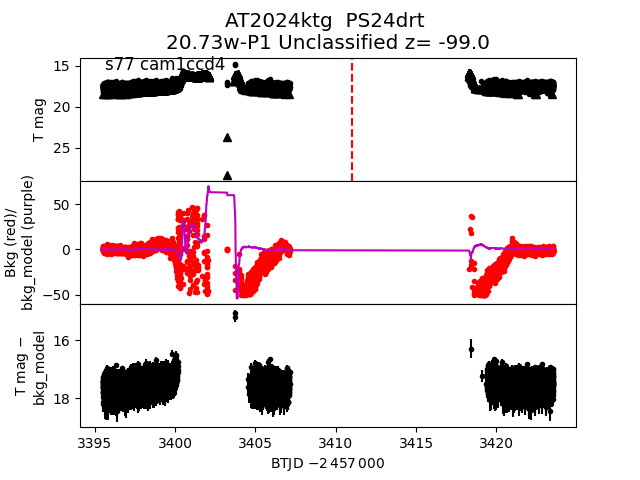 AT2024ktg  PS24drt
20.73w-P1 Unclassified z= -99.0
s77 cam1ccd4
T mag
15
20
25
Bkg (red)/
bkg_model (purple)
50
0
−50
T mag −
bkg_model
16
18
3395
3400
3405
3410
3415
3420
BTJD −2 457 000